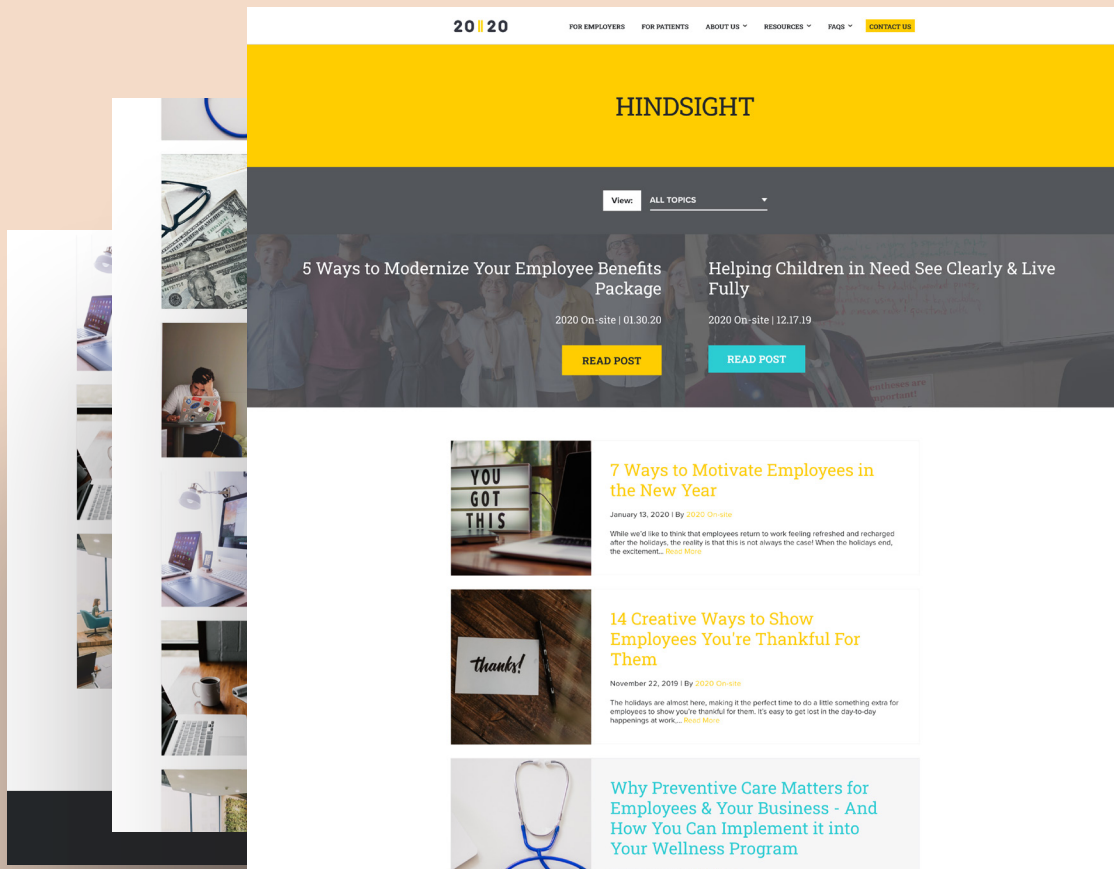 20||20
FOR EMPLOYERS
FOR PATIENTS
ABOUT US
RESOURCES
FAQS
CONTACT US
HINDSIGHT
View:
ALL TOPICS
5 Ways to Modernize Your Employee Benefits
Package
2020 On-site | 01.30.20
READ POST
Helping Children in Need See Clearly & Live
Fully
2020 On-site | 12.17.19
READ POST
YOU
GOT
THIS
7 Ways to Motivate Employees in
the New Year
January 13, 2020 | By 2020 On-site
While we'd like to think that employees return to work feeling refreshed and recharged
after the holidays, the reality is that this is not always the case! When the holidays end,
the excitement... Read More
thanks!
14 Creative Ways to Show
Employees You're Thankful For
Them
November 22, 2019 | By 2020 On-site
The holidays are almost here, making it the perfect time to do a little something extra for
employees to show you're thankful for them. It's easy to get lost in the day-to-day
happenings at work.... Read More
Why Preventive Care Matters for
Employees & Your Business - And
How You Can Implement it into
Your Wellness Program